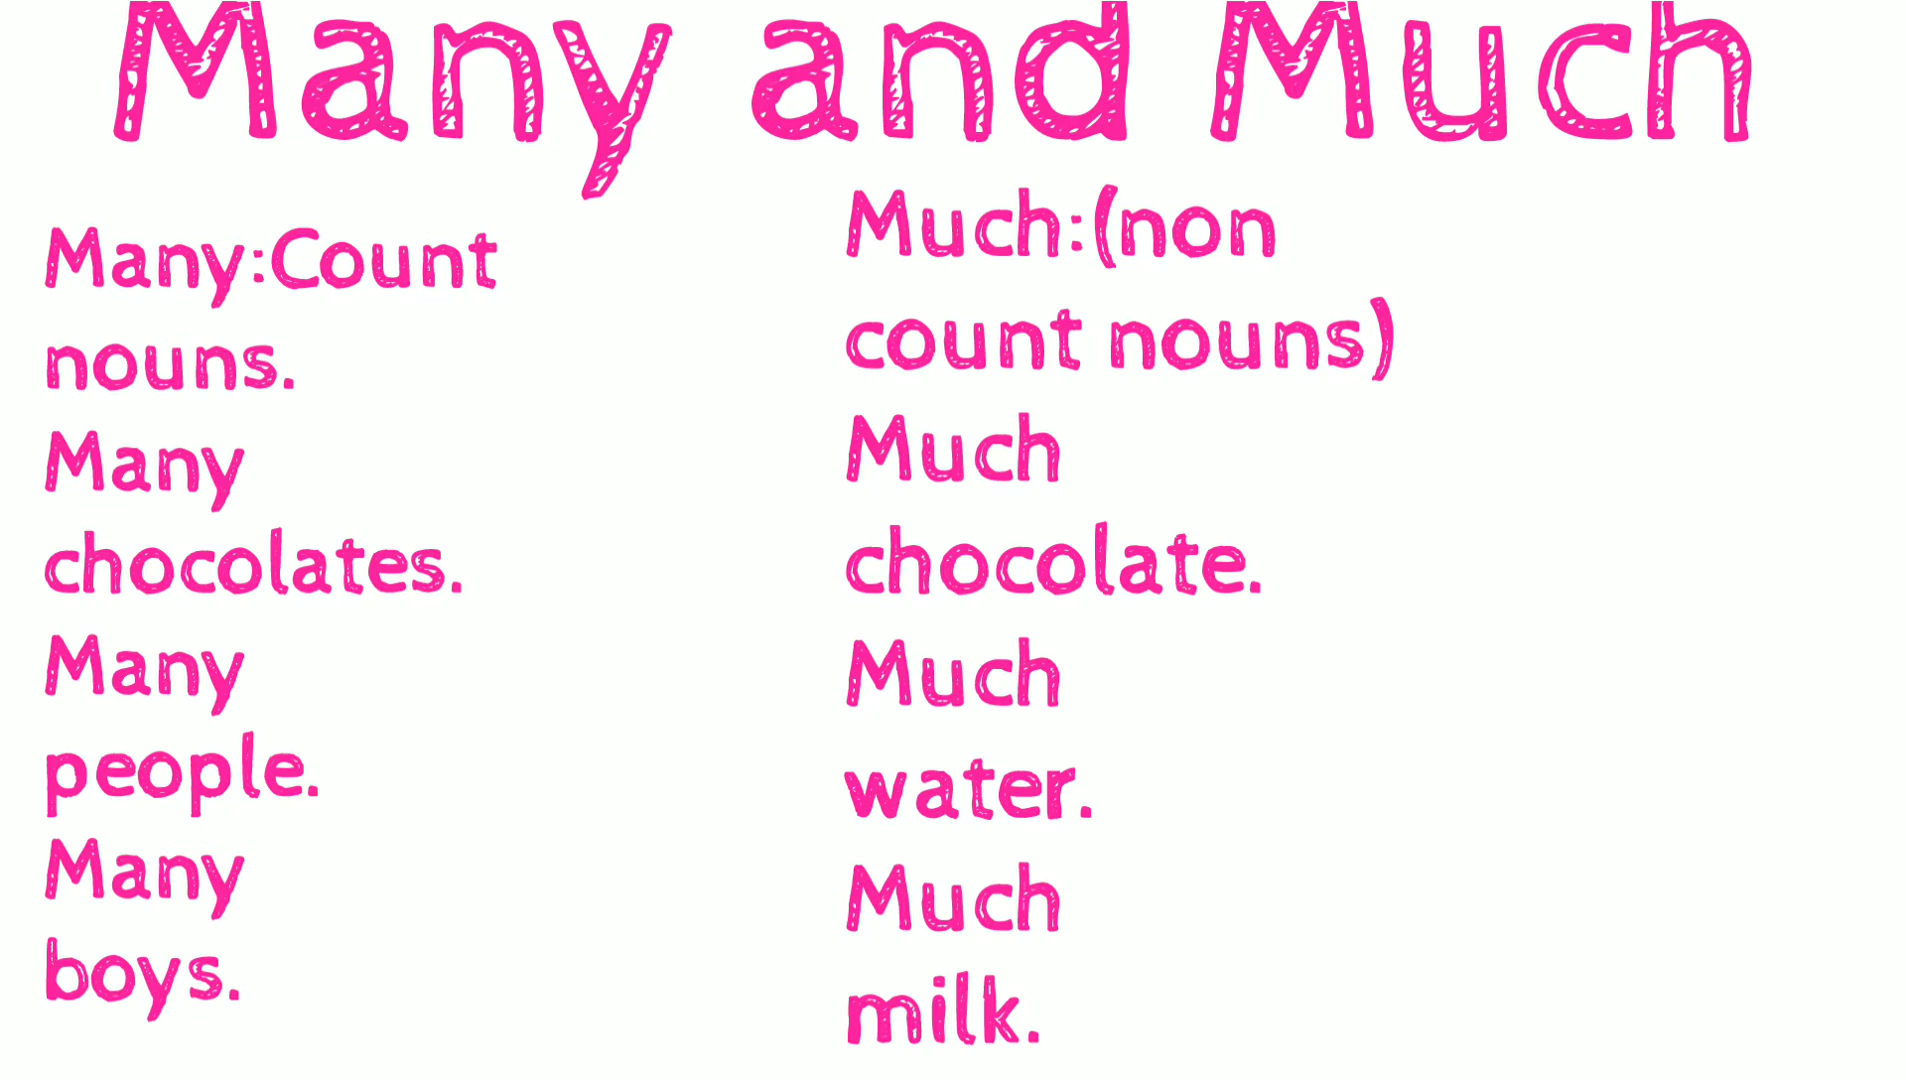 Many and Much
Many:Count
nouns.
Many
chocolates.
Many
people.
Many
boys.
Much:(non
count nouns)
Much
chocolate.
Much
water.
Much
milk.